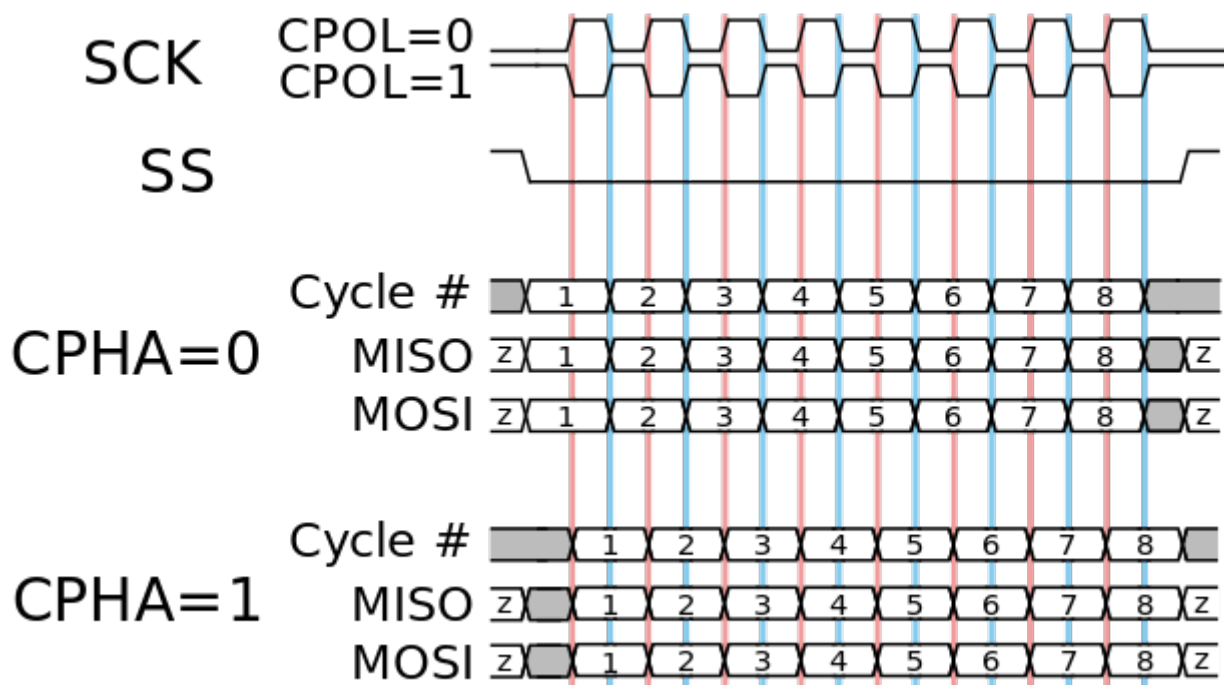 SCK CPOL=0
CPOL=1
SS
Cycle # 1 2 3 4 5 6 7 8
CPHA=0 MISO z 1 2 3 4 5 6 7 8 z
MOSI z 1 2 3 4 5 6 7 8 z
Cycle # 1 2 3 4 5 6 7 8
CPHA=1 MISO z 1 2 3 4 5 6 7 8 z
MOSI z 1 2 3 4 5 6 7 8 z